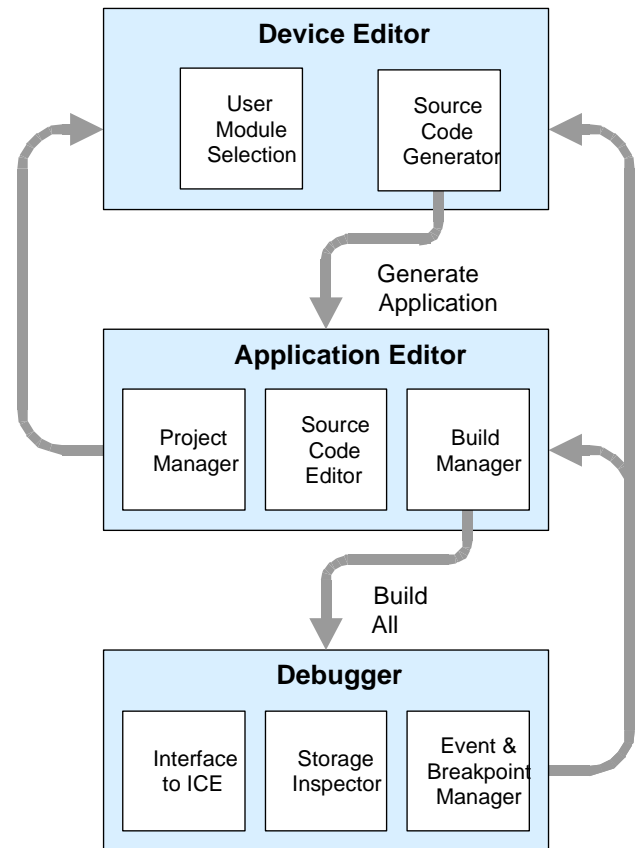 Device Editor
User
Module
Selection
Source
Code
Generator
Generate
Application
Application Editor
Project
Manager
Source
Code
Editor
Build
Manager
Build
All
Debugger
Interface
to ICE
Storage
Inspector
Event &
Breakpoint
Manager